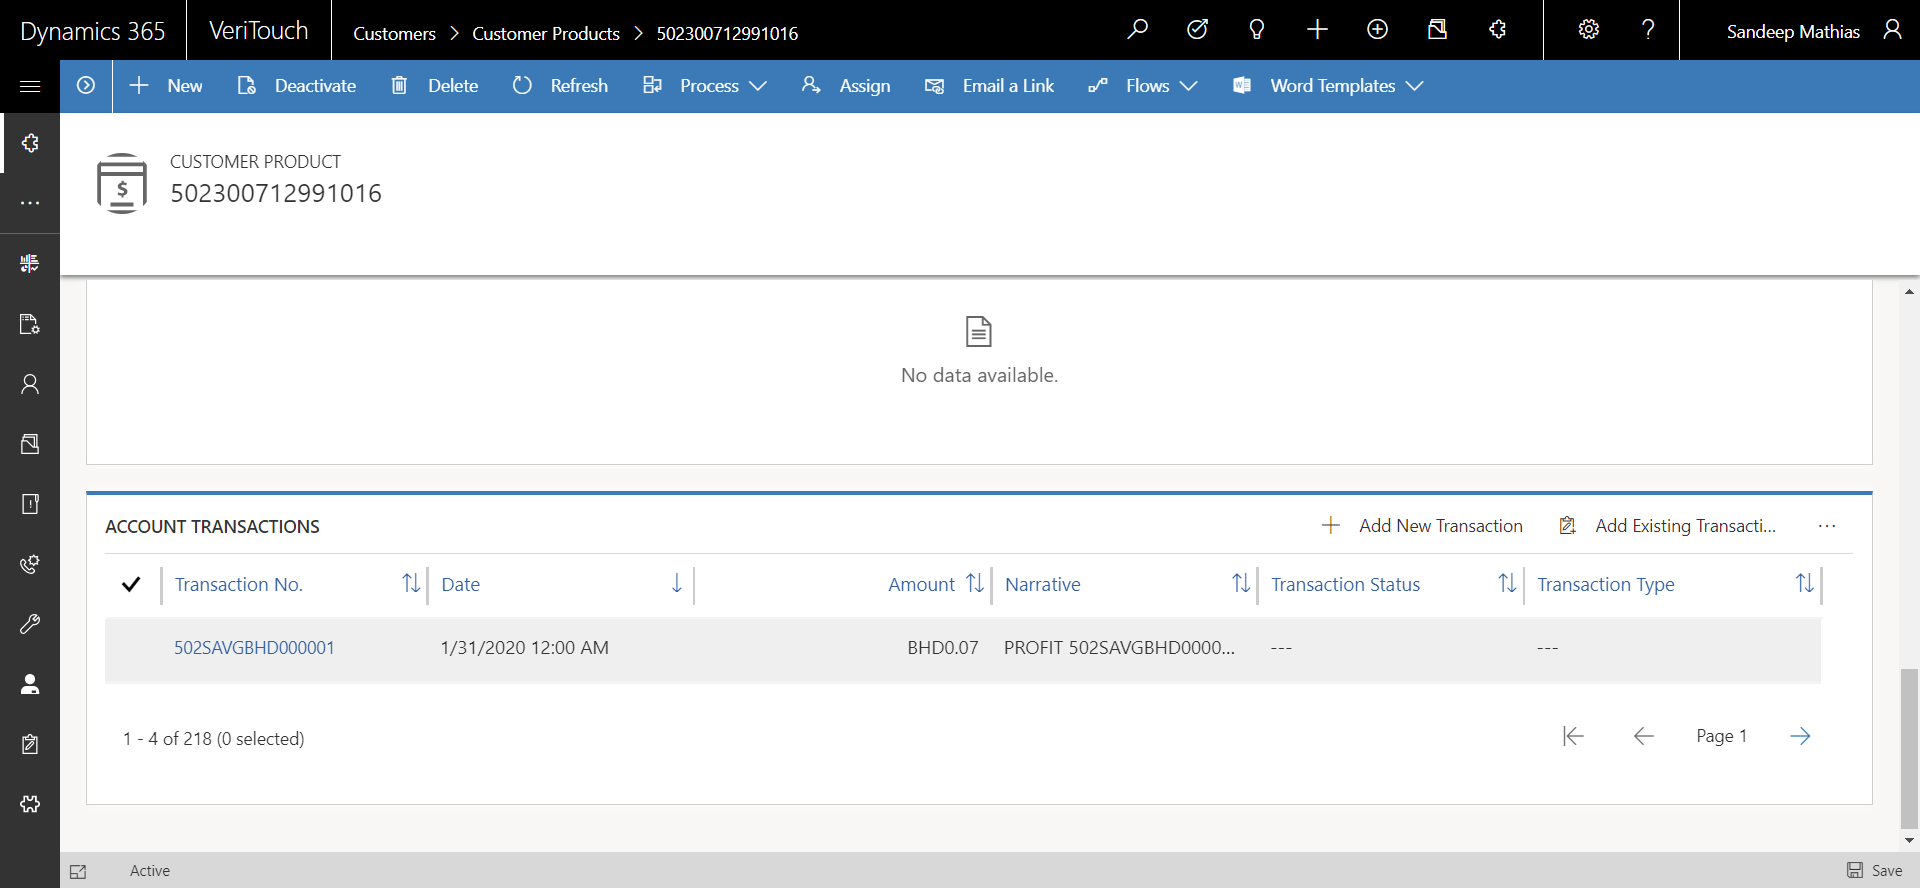 Dynamics 365
VeriTouch
Customers > Customer Products > 502300712991016
Sandeep Mathias
New
Deactivate
Delete
Refresh
Process
Assign
Email a Link
Flows
Word Templates
CUSTOMER PRODUCT
502300712991016
No data available.
ACCOUNT TRANSACTIONS
Add New Transaction
Add Existing Transacti...
Transaction No.
Date
Amount
Narrative
Transaction Status
Transaction Type
502SAVGBHD000001
1/31/2020 12:00 AM
BHD0.07
PROFIT 502SAVGBHD0000...
---
---
1 - 4 of 218 (0 selected)
Page 1
Active
Save